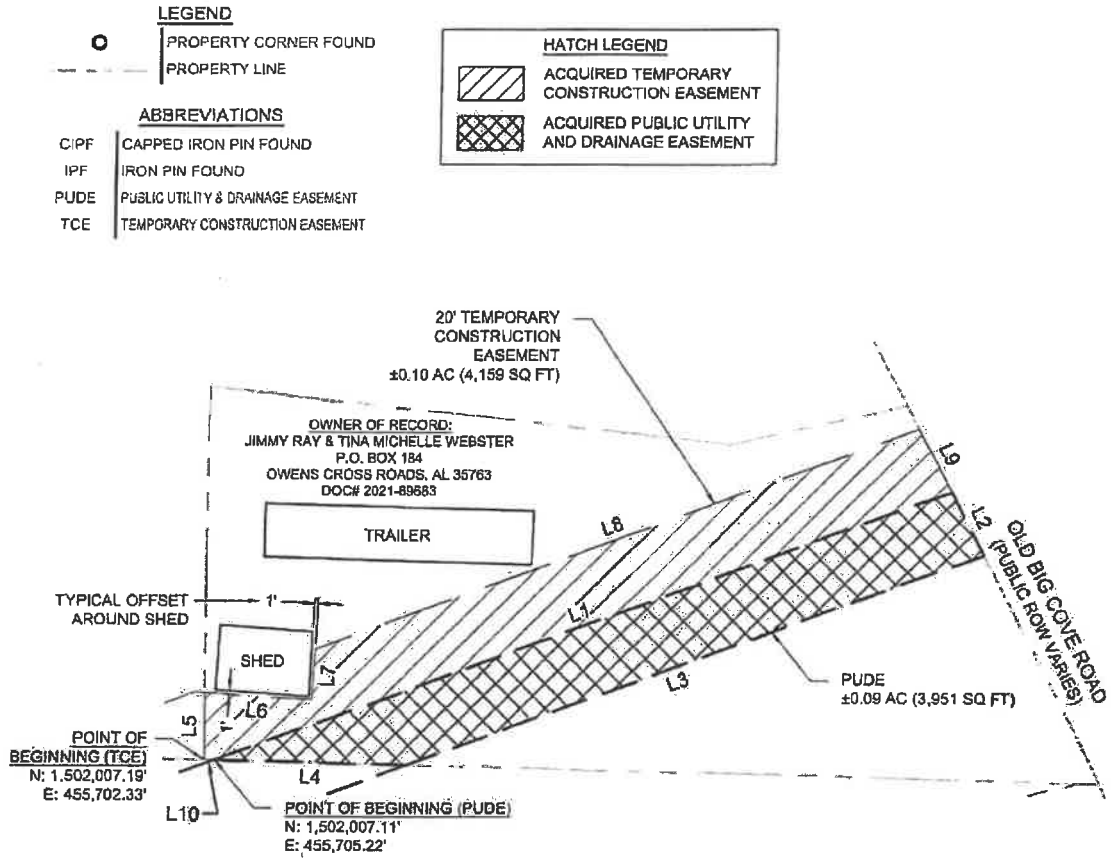 LEGEND
PROPERTY CORNER FOUND
PROPERTY LINE
ABBREVIATIONS
CIPF CAPPED IRON PIN FOUND
IPF IRON PIN FOUND
PUDE PUBLIC UTILITY & DRAINAGE EASEMENT
TCE TEMPORARY CONSTRUCTION EASEMENT
HATCH LEGEND
ACQUIRED TEMPORARY
CONSTRUCTION EASEMENT
ACQUIRED PUBLIC UTILITY
AND DRAINAGE EASEMENT
20' TEMPORARY
CONSTRUCTION
EASEMENT
±0.10 AC (4,159 SQ FT)
OWNER OF RECORD:
JIMMY RAY & TINA MICHELLE WEBSTER
P.O. BOX 184
OWENS CROSS ROADS, AL 35763
DOC# 2021-89683
TRAILER
L8
L9
L2
OLD BIG COVE ROAD
(PUBLIC ROW VARIES)
L1
L3
TYPICAL OFFSET
AROUND SHED
1'
SHED
L7
L6
1'
L5
PUDE
±0.09 AC (3,951 SQ FT)
POINT OF
BEGINNING (TCE)
N: 1,502,007.19'
E: 455,702.33'
L4
L10
POINT OF BEGINNING (PUDE)
N: 1,502,007.11'
E: 455,705.22'